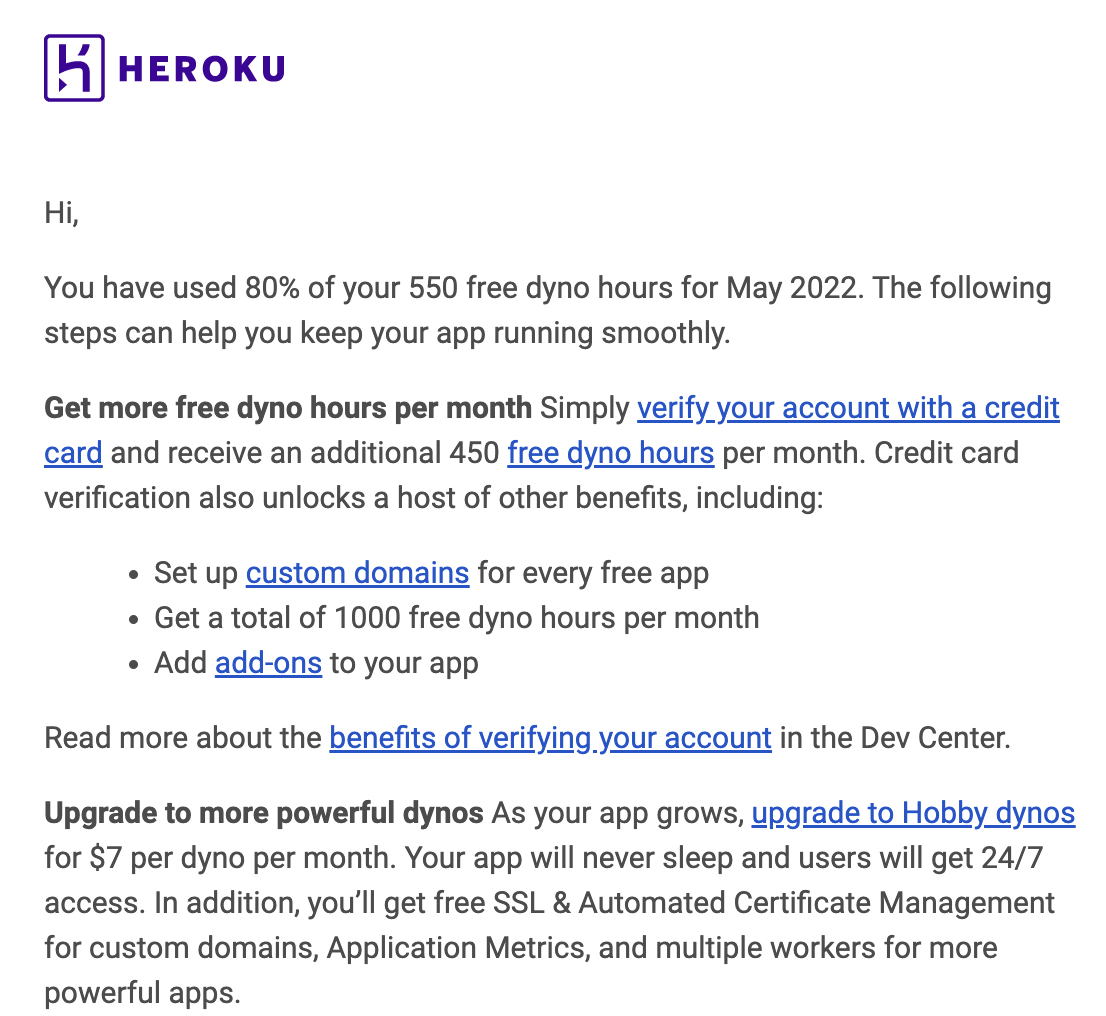 HEROKU
Hi,
You have used 80% of your 550 free dyno hours for May 2022. The following
steps can help you keep your app running smoothly.
Get more free dyno hours per month Simply verify your account with a credit
card and receive an additional 450 free dyno hours per month. Credit card
verification also unlocks a host of other benefits, including:
• Set up custom domains for every free app
• Get a total of 1000 free dyno hours per month
• Add add-ons to your app
Read more about the benefits of verifying your account in the Dev Center.
Upgrade to more powerful dynos As your app grows, upgrade to Hobby dynos
for $7 per dyno per month. Your app will never sleep and users will get 24/7
access. In addition, you’ll get free SSL & Automated Certificate Management
for custom domains, Application Metrics, and multiple workers for more
powerful apps.